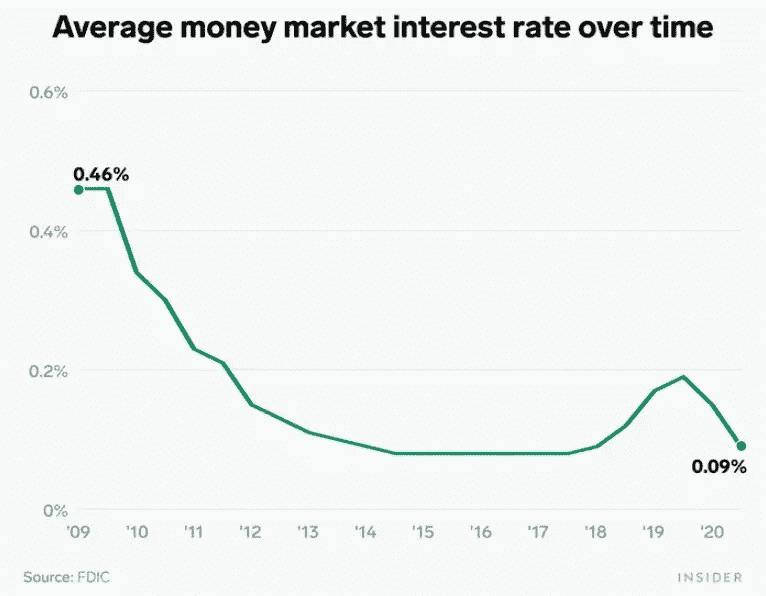 Average money market interest rate over time
0.6%
0.46%
0.4%
0.2%
0.09%
0%
'09 '10 '11 '12 '13 '14 '15 '16 '17 '18 '19 '20
Source: FDIC
INSIDER